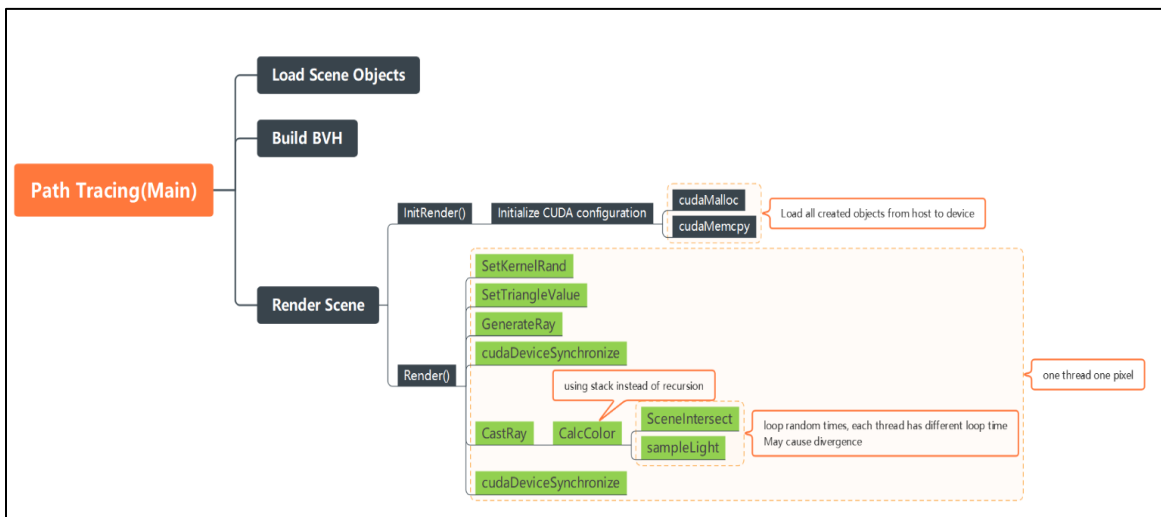 Path Tracing(Main)
Load Scene Objects
Build BVH
Render Scene
InitRender()
Initialize CUDA configuration
cudaMalloc
cudaMemcpy
Load all created objects from host to device
Render()
SetKernelRand
SetTriangleValue
GenerateRay
cudaDeviceSynchronize
CastRay
CalcColor
using stack instead of recursion
SceneIntersect
sampleLight
loop random times, each thread has different loop time
May cause divergence
cudaDeviceSynchronize
one thread one pixel